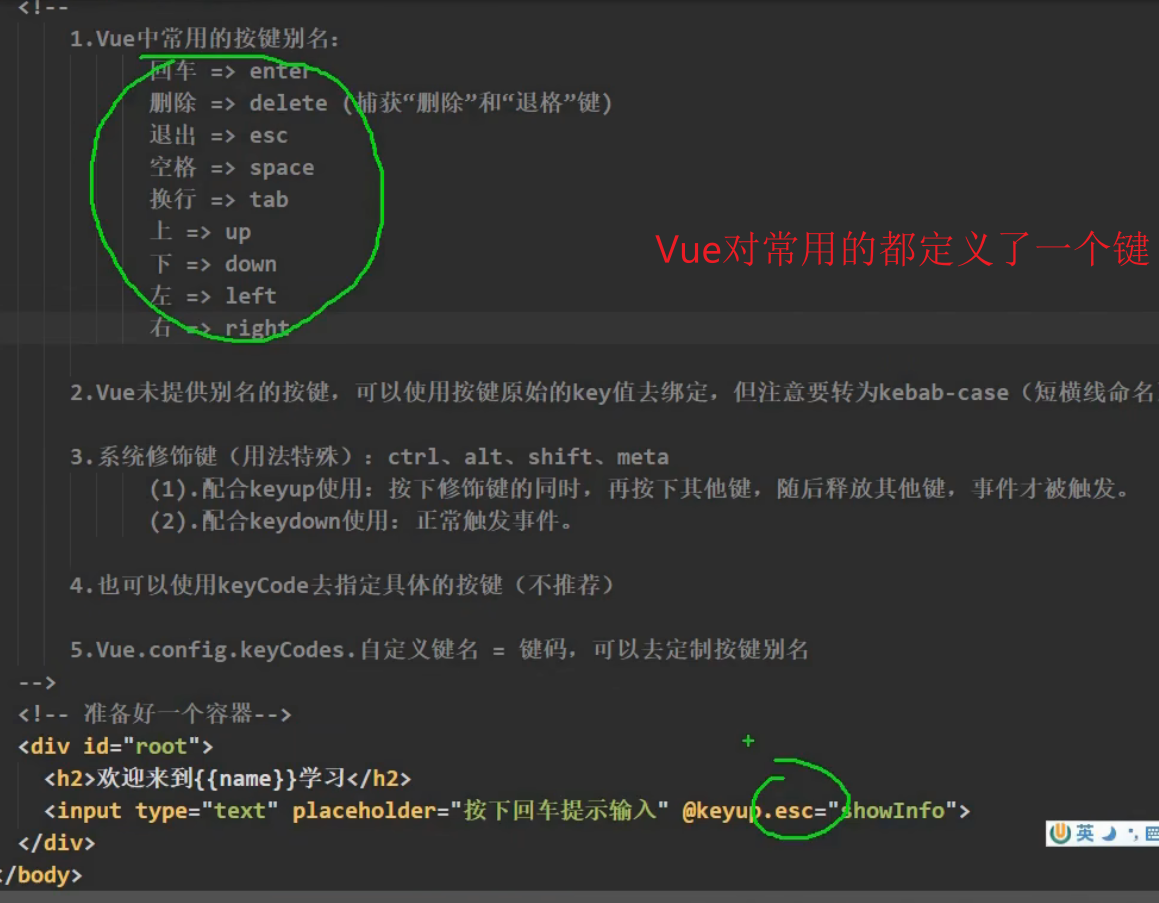 <!--
1.Vue中常用的按键别名:
回车 => enter
删除 => delete (捕获“删除”和“退格”键)
退出 => esc
空格 => space
换行 => tab
上 => up
下 => down
左 => left
右 => right
Vue对常用的都定义了一个键
2.Vue未提供别名的按键，可以使用按键原始的key值去绑定，但注意要转为kebab-case（短横线命名
3.系统修饰键（用法特殊）：ctrl、alt、shift、meta
(1).配合keyup使用：按下修饰键的同时，再按下其他键，随后释放其他键，事件才被触发。
(2).配合keydown使用：正常触发事件。
4.也可以使用keyCode去指定具体的按键（不推荐）
5.Vue.config.keyCodes.自定义键名 = 键码，可以去定制按键别名
-->
<!-- 准备好一个容器-->
<div id="root">
<h2>欢迎来到{{name}}学习</h2>
<input type="text" placeholder="按下回车提示输入" @keyup.esc="showInfo">
</div>
/body>
英